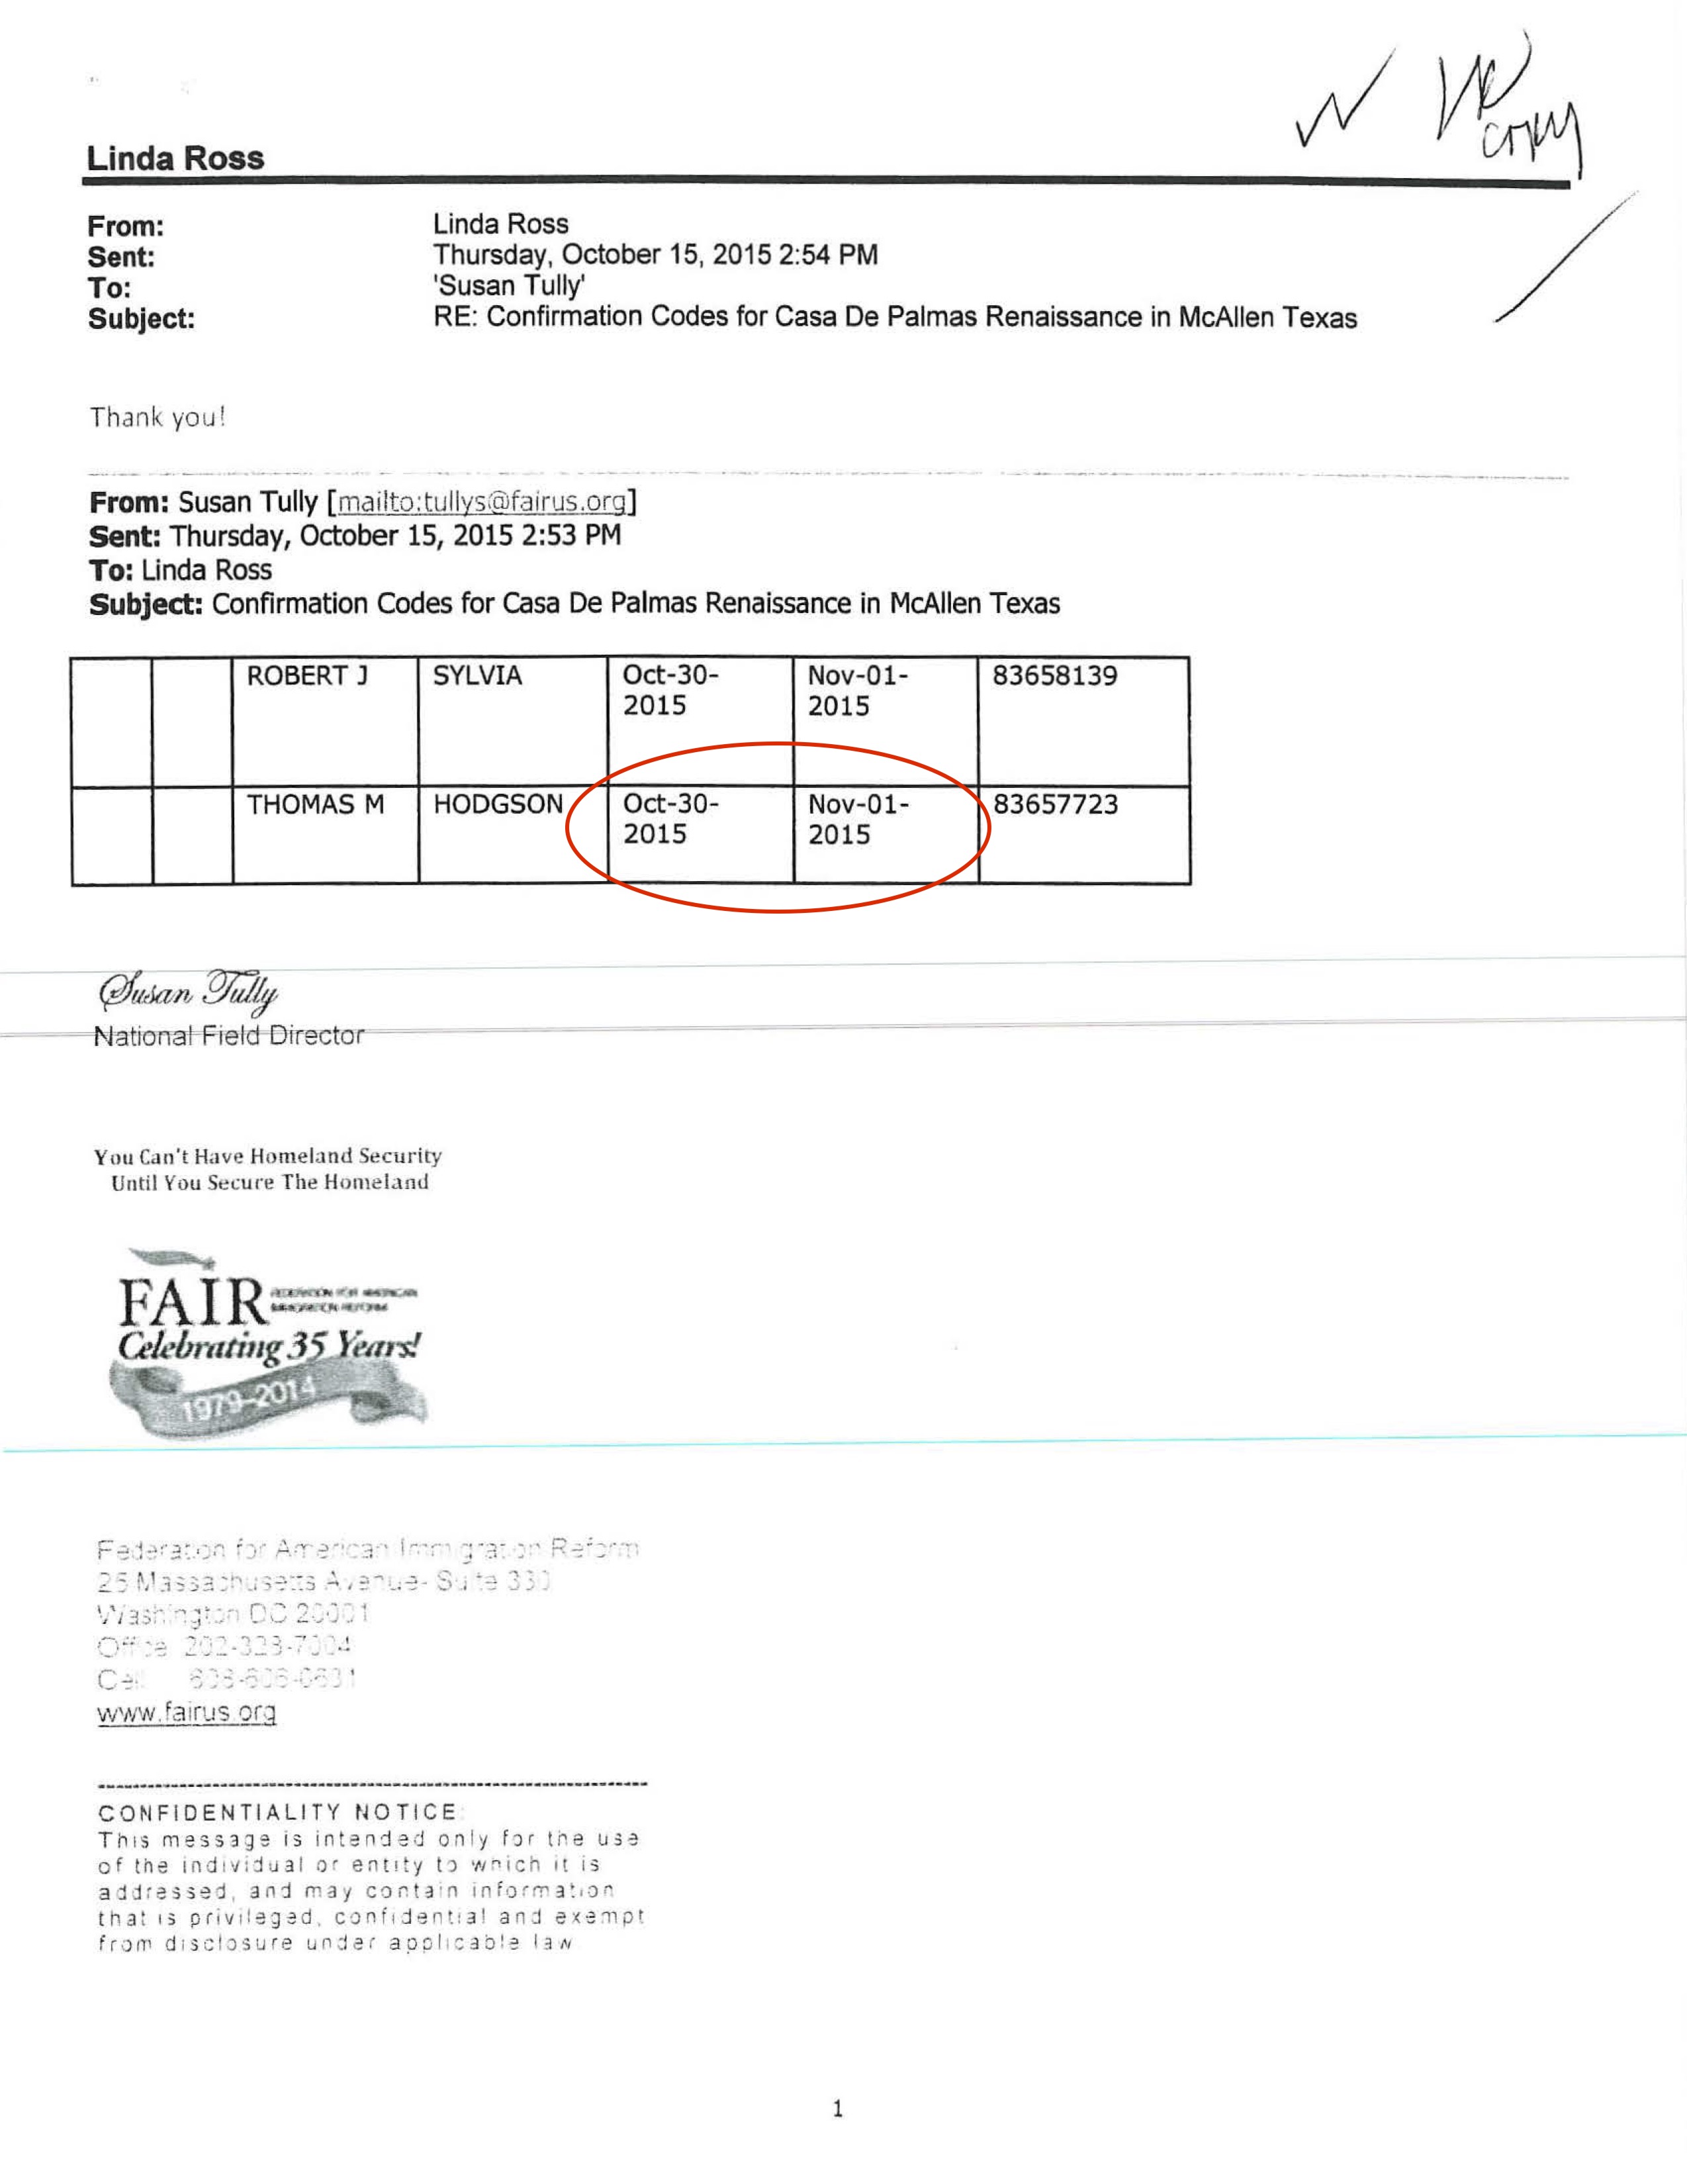 copy
Linda Ross
From: Linda Ross
Sent: Thursday, October 15, 2015 2:54 PM
To: 'Susan Tully'
Subject: RE: Confirmation Codes for Casa De Palmas Renaissance in McAllen Texas
Thank you!
From: Susan Tully [mailto:tullys@fairus.org]
Sent: Thursday, October 15, 2015 2:53 PM
To: Linda Ross
Subject: Confirmation Codes for Casa De Palmas Renaissance in McAllen Texas
ROBERT J SYLVIA Oct-30- Nov-01- 83658139
2015 2015
THOMAS M HODGSON Oct-30- Nov-01- 83657723
2015 2015
Susan Tully
National Field Director
You Can't Have Homeland Security
Until You Secure The Homeland
FAIR FEDERATION FOR AMERICAN
IMMIGRATION REFORM
Celebrating 35 Years!
1979-2014
Federation for American Immigration Reform
25 Massachusetts Avenue- Suite 330
Washington DC 20001
Office 202-328-7004
Cell
www.fairus.org
CONFIDENTIALITY NOTICE:
This message is intended only for the use
of the individual or entity to which it is
addressed, and may contain information
that is privileged, confidential and exempt
from disclosure under applicable law
1